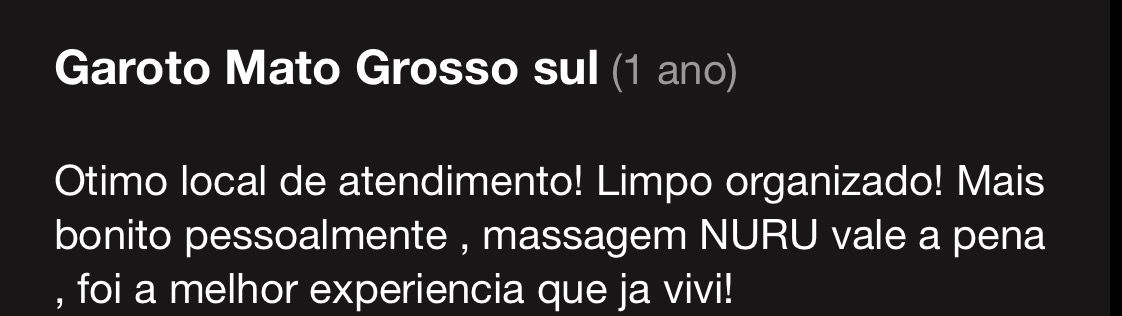 Garoto Mato Grosso sul (1 ano)
Otimo local de atendimento! Limpo organizado! Mais
bonito pessoalmente , massagem NURU vale a pena
, foi a melhor experiencia que ja vivi!